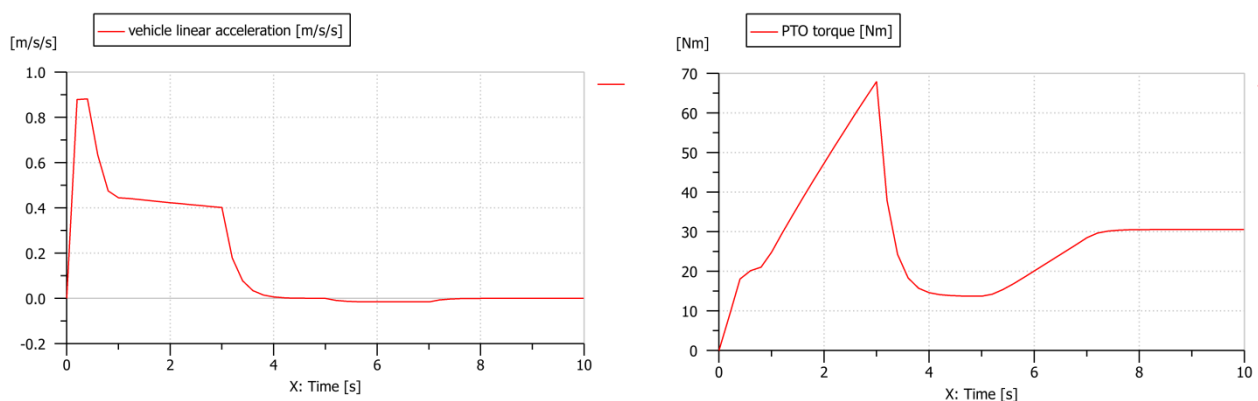 vehicle linear acceleration [m/s/s]
[m/s/s]
1.0
0.8
0.6
0.4
0.2
0.0
-0.2
0 2 4 6 8 10
X: Time [s]
PTO torque [Nm]
[Nm]
70
60
50
40
30
20
10
0
0 2 4 6 8 10
X: Time [s]